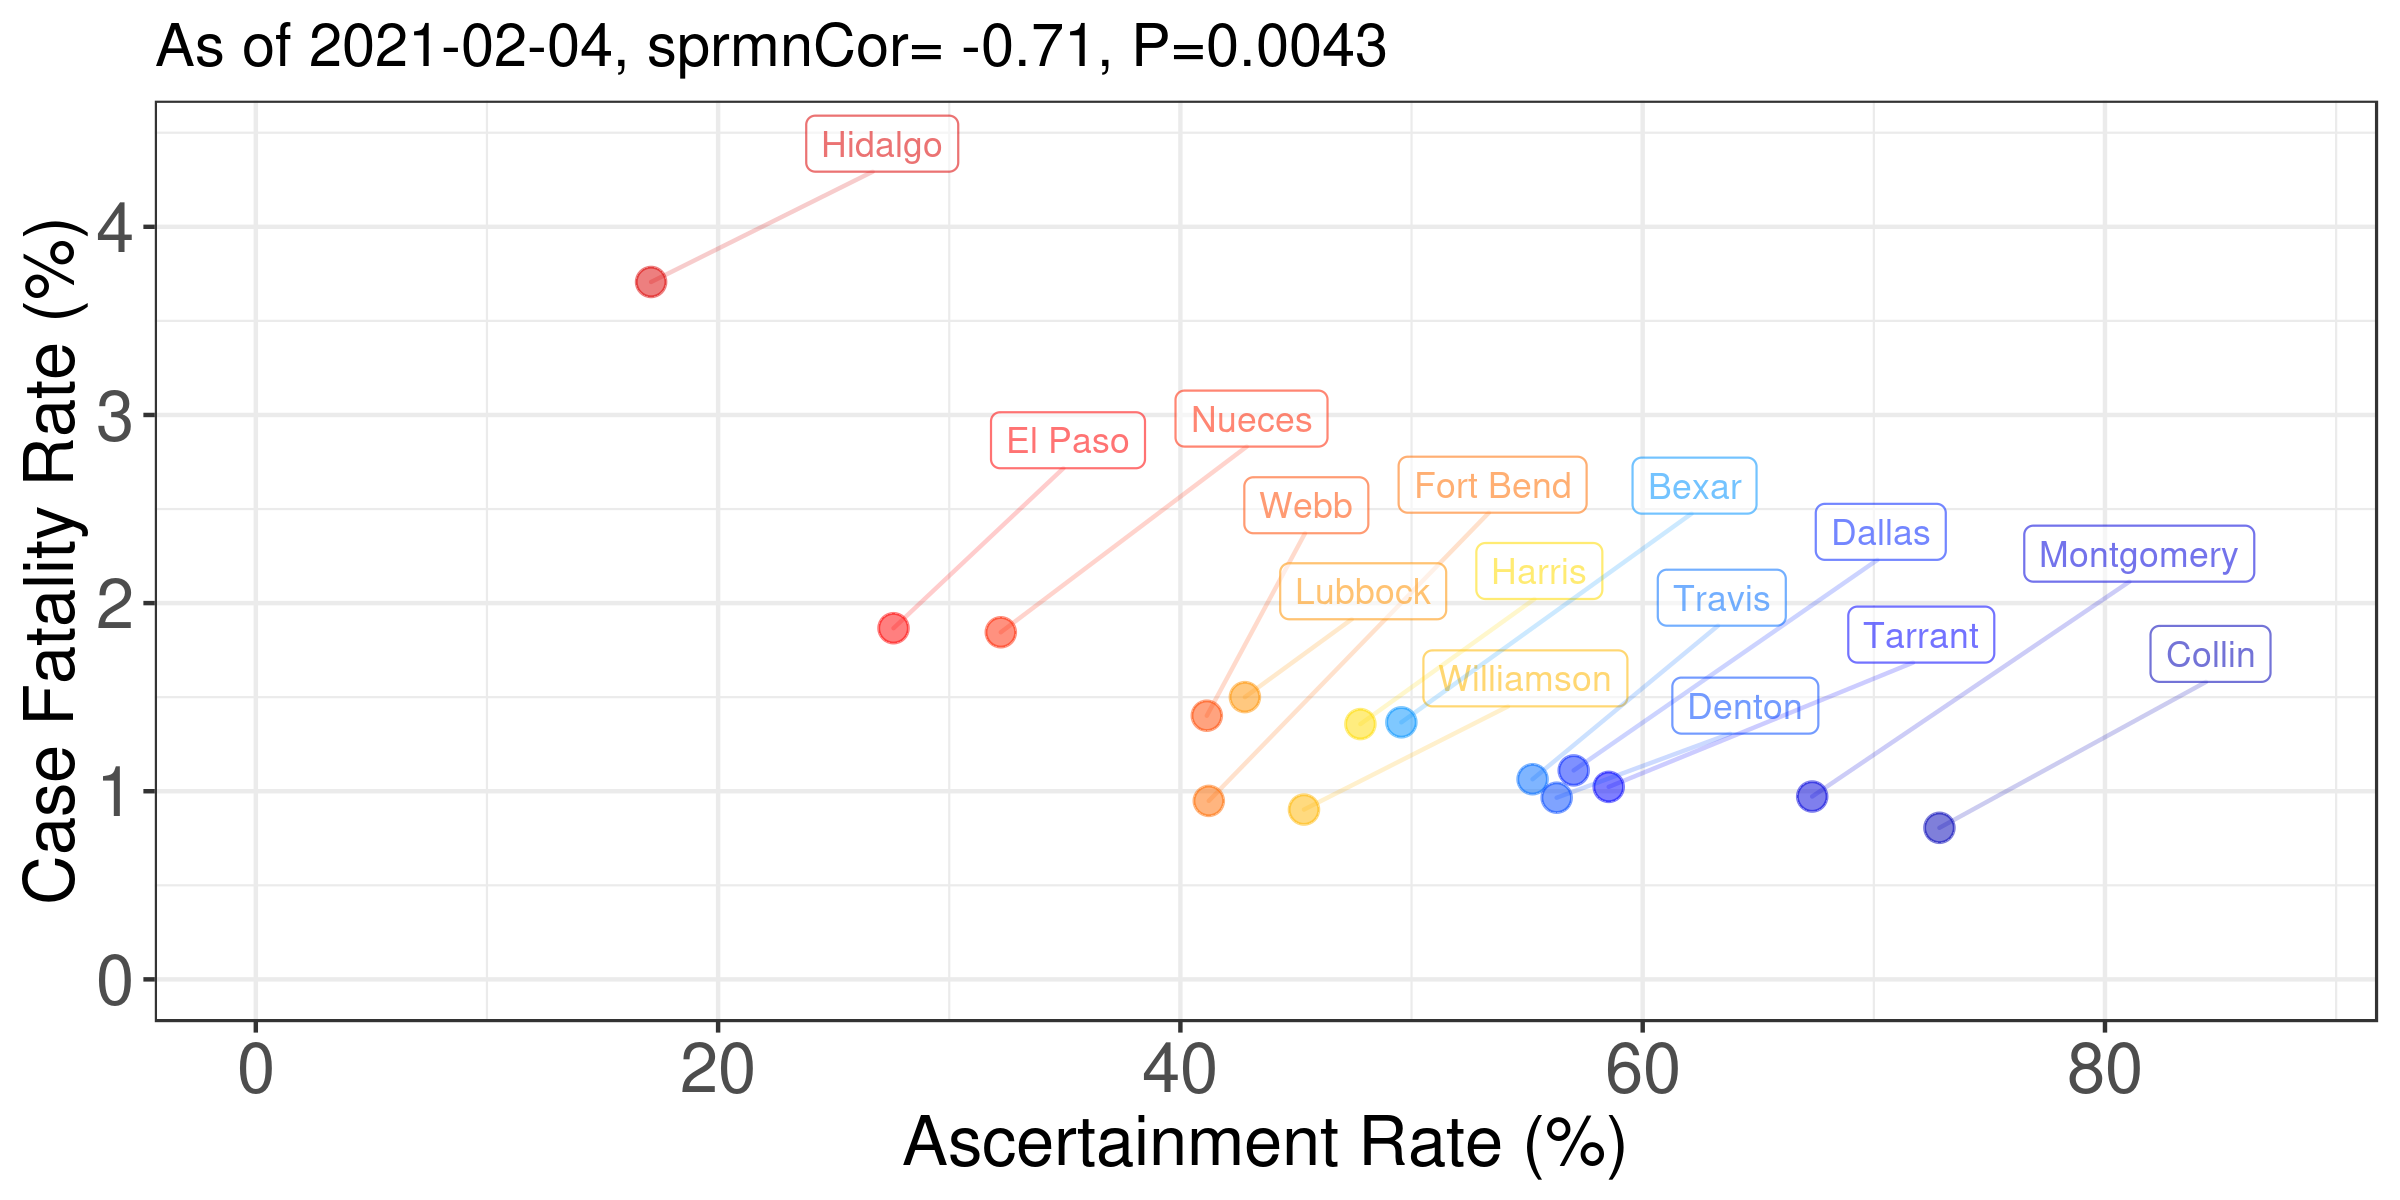 As of 2021-02-04, sprmnCor= -0.71, P=0.0043
Case Fatality Rate (%)
4
3
2
1
0
Hidalgo
El Paso
Nueces
Webb
Fort Bend
Bexar
Lubbock
Harris
Williamson
Travis
Denton
Dallas
Tarrant
Montgomery
Collin
0 20 40 60 80
Ascertainment Rate (%)